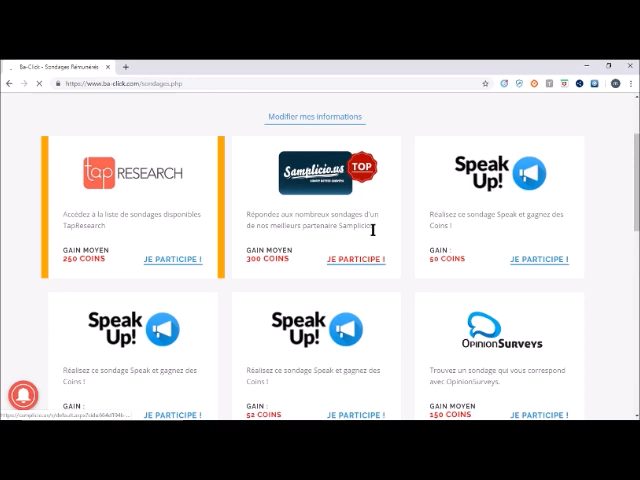 Ba-Click - Sondages Rémunérés
https://www.ba-click.com/sondages.php
Modifier mes informations
tap RESEARCH
Accédez à la liste de sondages disponibles
TapResearch
GAIN MOYEN
250 COINS
JE PARTICIPE !
Samplicio.us
TOP
Répondez aux nombreux sondages d'un
de nos meilleurs partenaire Samplicio
GAIN MOYEN
300 COINS
JE PARTICIPE !
Speak
Up!
Réalisez ce sondage Speak et gagnez des
Coins !
GAIN :
50 COINS
JE PARTICIPE !
Speak
Up!
Réalisez ce sondage Speak et gagnez des
Coins !
GAIN :
JE PARTICIPE !
Speak
Up!
Réalisez ce sondage Speak et gagnez des
Coins !
GAIN :
52 COINS
JE PARTICIPE !
OPINIONSURVEYS
Trouvez un sondage qui vous correspond
avec OpinionSurveys.
GAIN MOYEN
150 COINS
JE PARTICIPE !